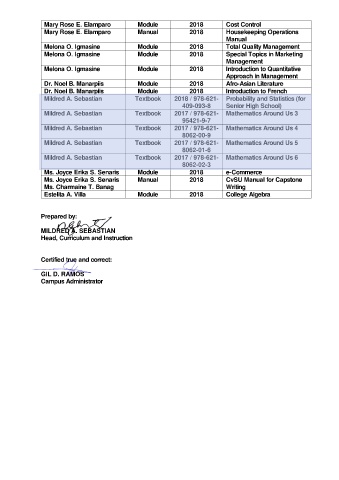 Mary Rose E. Elamparo Module 2018 Cost Control
Mary Rose E. Elamparo Manual 2018 Housekeeping Operations
Manual
Melona O. Igmasine Module 2018 Total Quality Management
Melona O. Igmasine Module 2018 Special Topics in Marketing
Management
Melona O. Igmasine Module 2018 Introduction to Quantitative
Approach in Management
Dr. Noel B. Manarpiis Module 2018 Afro-Asian Literature
Dr. Noel B. Manarpiis Module 2018 Introduction to French
Mildred A. Sebastian Textbook 2018 / 978-621- Probability and Statistics (for
409-093-8 Senior High School)
Mildred A. Sebastian Textbook 2017 / 978-621- Mathematics Around Us 3
95421-9-7
Mildred A. Sebastian Textbook 2017 / 978-621- Mathematics Around Us 4
8062-00-9
Mildred A. Sebastian Textbook 2017 / 978-621- Mathematics Around Us 5
8062-01-6
Mildred A. Sebastian Textbook 2017 / 978-621- Mathematics Around Us 6
8062-02-3
Ms. Joyce Erika S. Senaris Module 2018 e-Commerce
Ms. Joyce Erika S. Senaris Manual 2018 CvSU Manual for Capstone
Ms. Charmaine T. Banag Writing
Estelita A. Villa Module 2018 College Algebra
Prepared by:
MILDRED A. SEBASTIAN
Head, Curriculum and Instruction
Certified true and correct:
GIL D. RAMOS
Campus Administrator